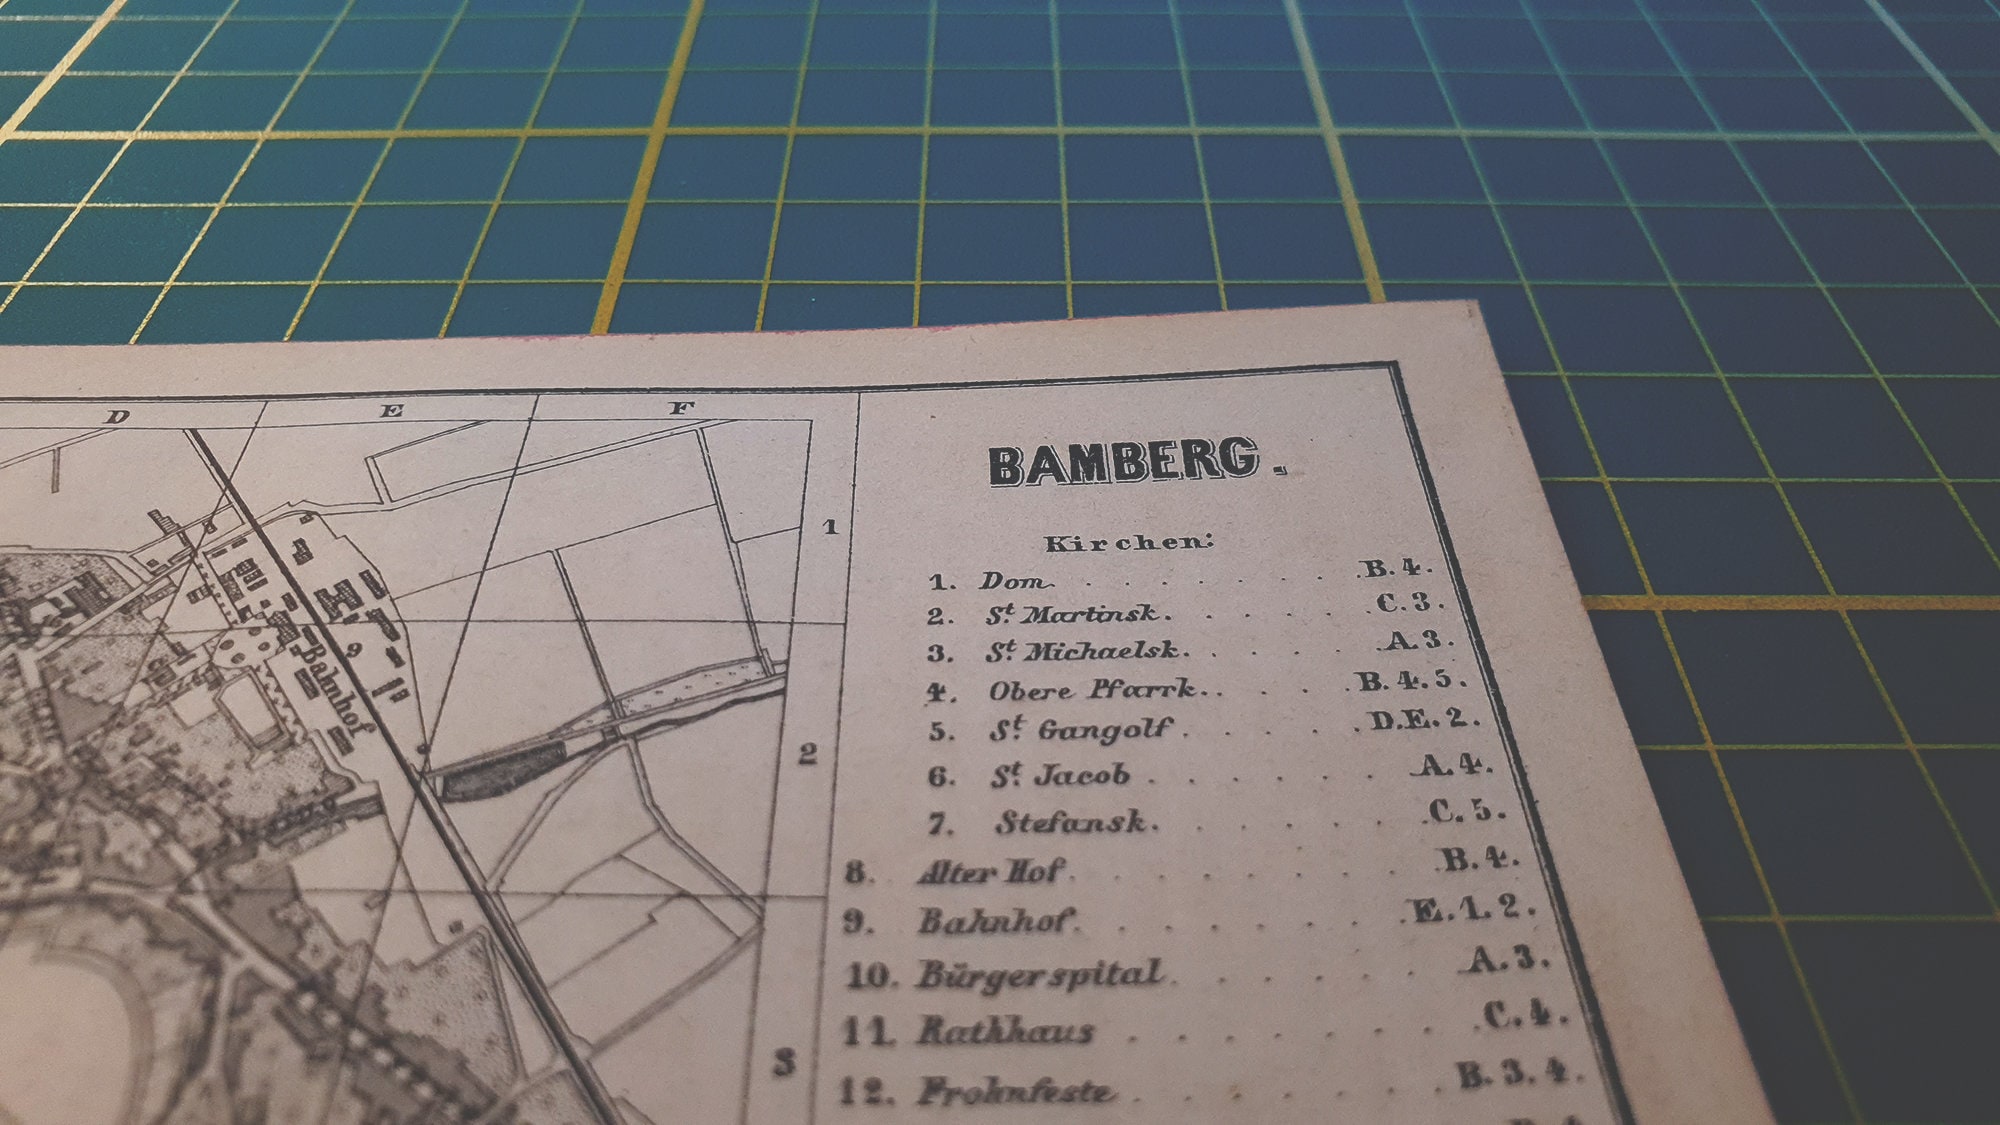 D E F
BAMBERG.
Kirchen:
1. Dom . . . . . . . . B. 4.
2. St. Martinsk. . . . . . C. 3.
3. St. Michaelsk. . . . . . A. 3.
4. Obere Pfarrk. . . . . B. 4. 5.
5. St. Gangolf . . . . . D. E. 2.
6. St. Jacob . . . . . . A. 4.
7. Stefansk. . . . . . . C. 5.
8. Alter Hof . . . . . . . . B. 4.
9. Bahnhof. . . . . . . . E. 1. 2.
10. Bürgerspital . . . . . . A. 3.
11. Rathhaus . . . . . . . C. 4.
12. Frohnfeste . . . . . . . B. 3. 4.
1
2
3
9
Bahnhof